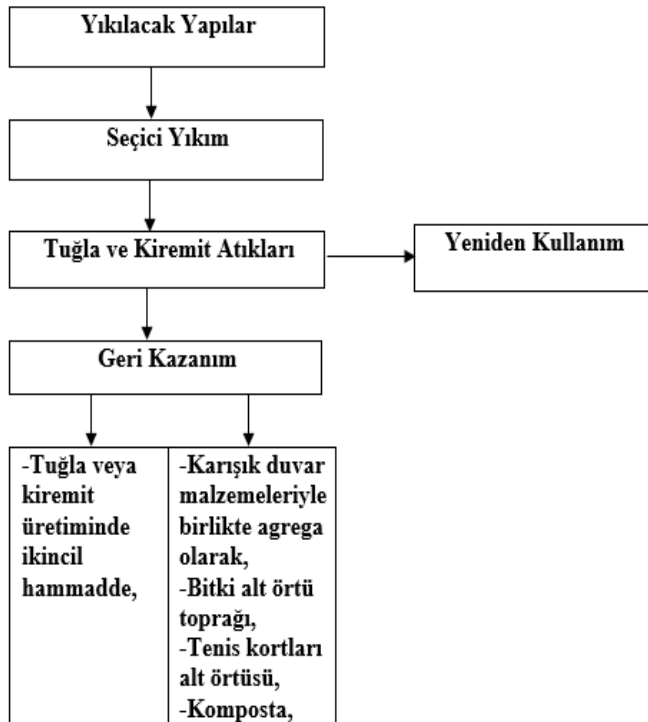 Yıkılacak Yapılar
Seçici Yıkım
Tuğla ve Kiremit Atıkları
Yeniden Kullanım
Geri Kazanım
-Tuğla veya
kiremit
üretiminde
ikincil
hammadde,
-Karışık duvar
malzemeleriyle
birlikte agrega
olarak,
-Bitki alt örtü
toprağı,
-Tenis kortları
alt örtüsü,
-Komposta,